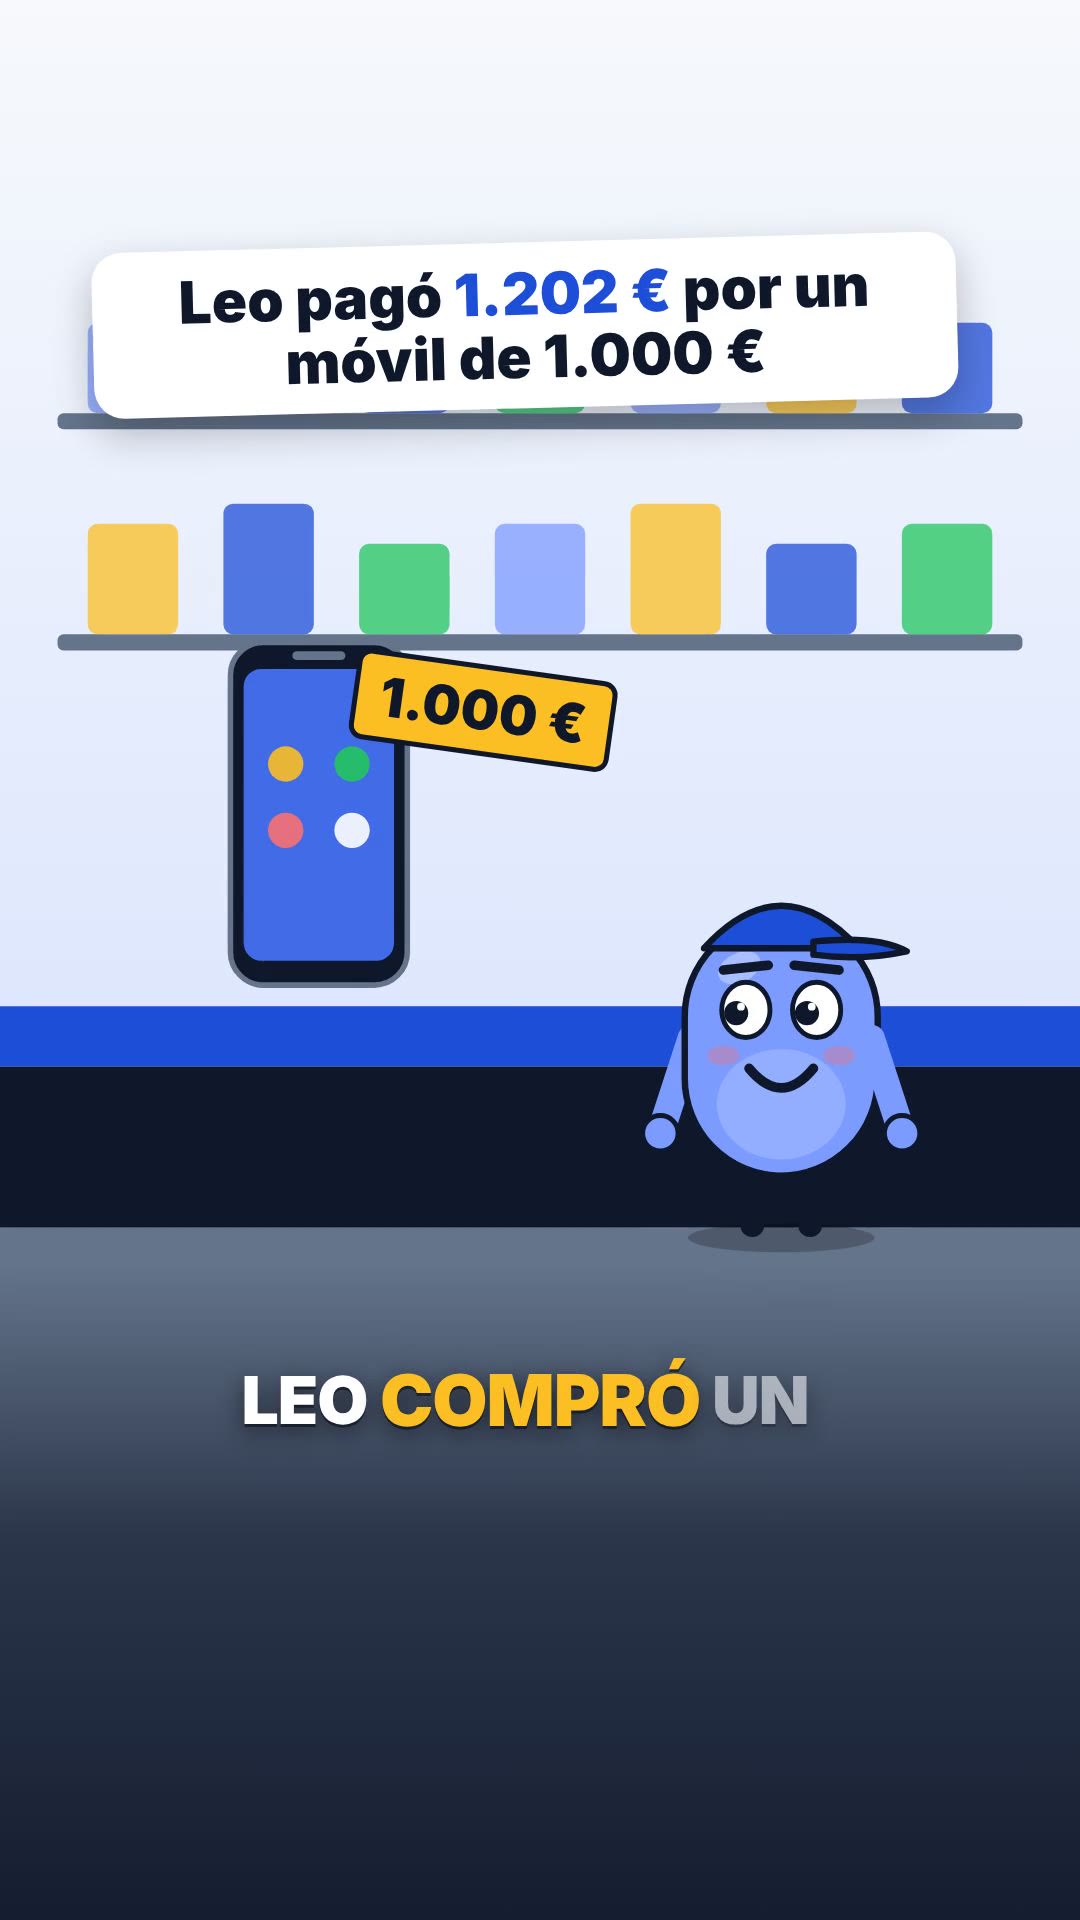 Leo pagó 1.202 € por un
móvil de 1.000 €
1.000 €
LEO COMPRÓ UN